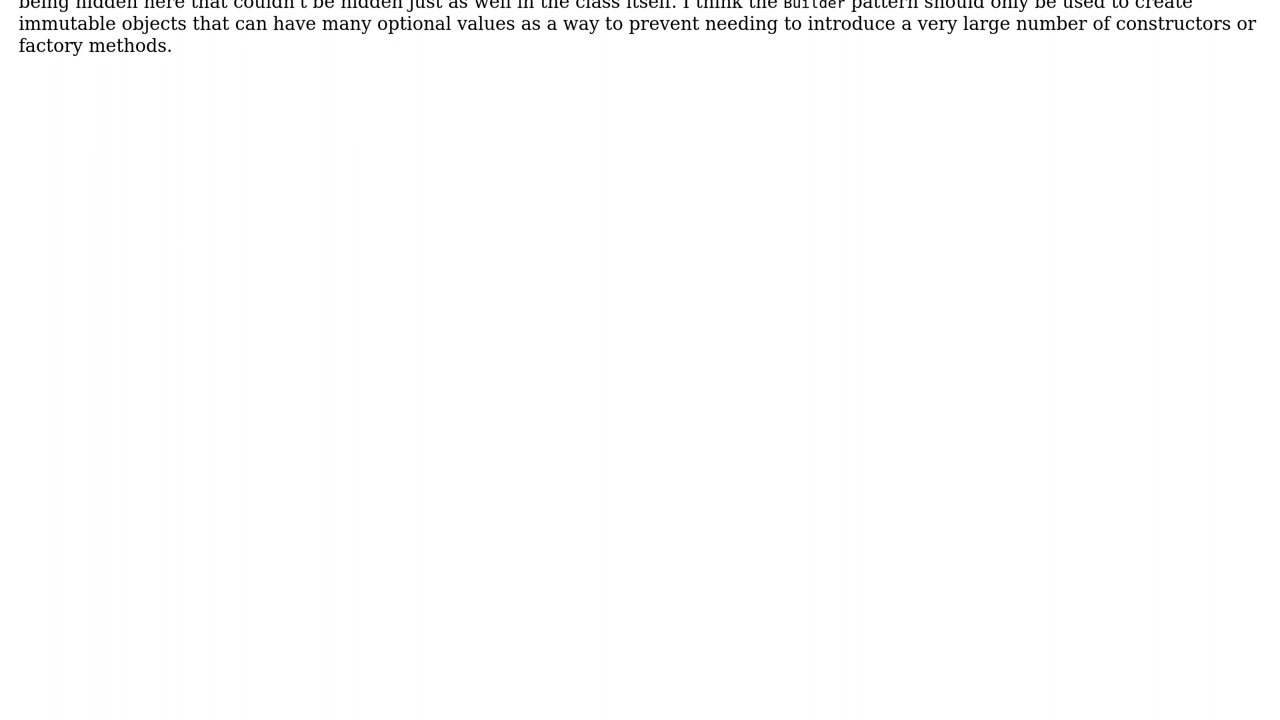 being hidden here that couldn't be hidden just as well in the class itself. I think the Builder pattern should only be used to create
immutable objects that can have many optional values as a way to prevent needing to introduce a very large number of constructors or
factory methods.